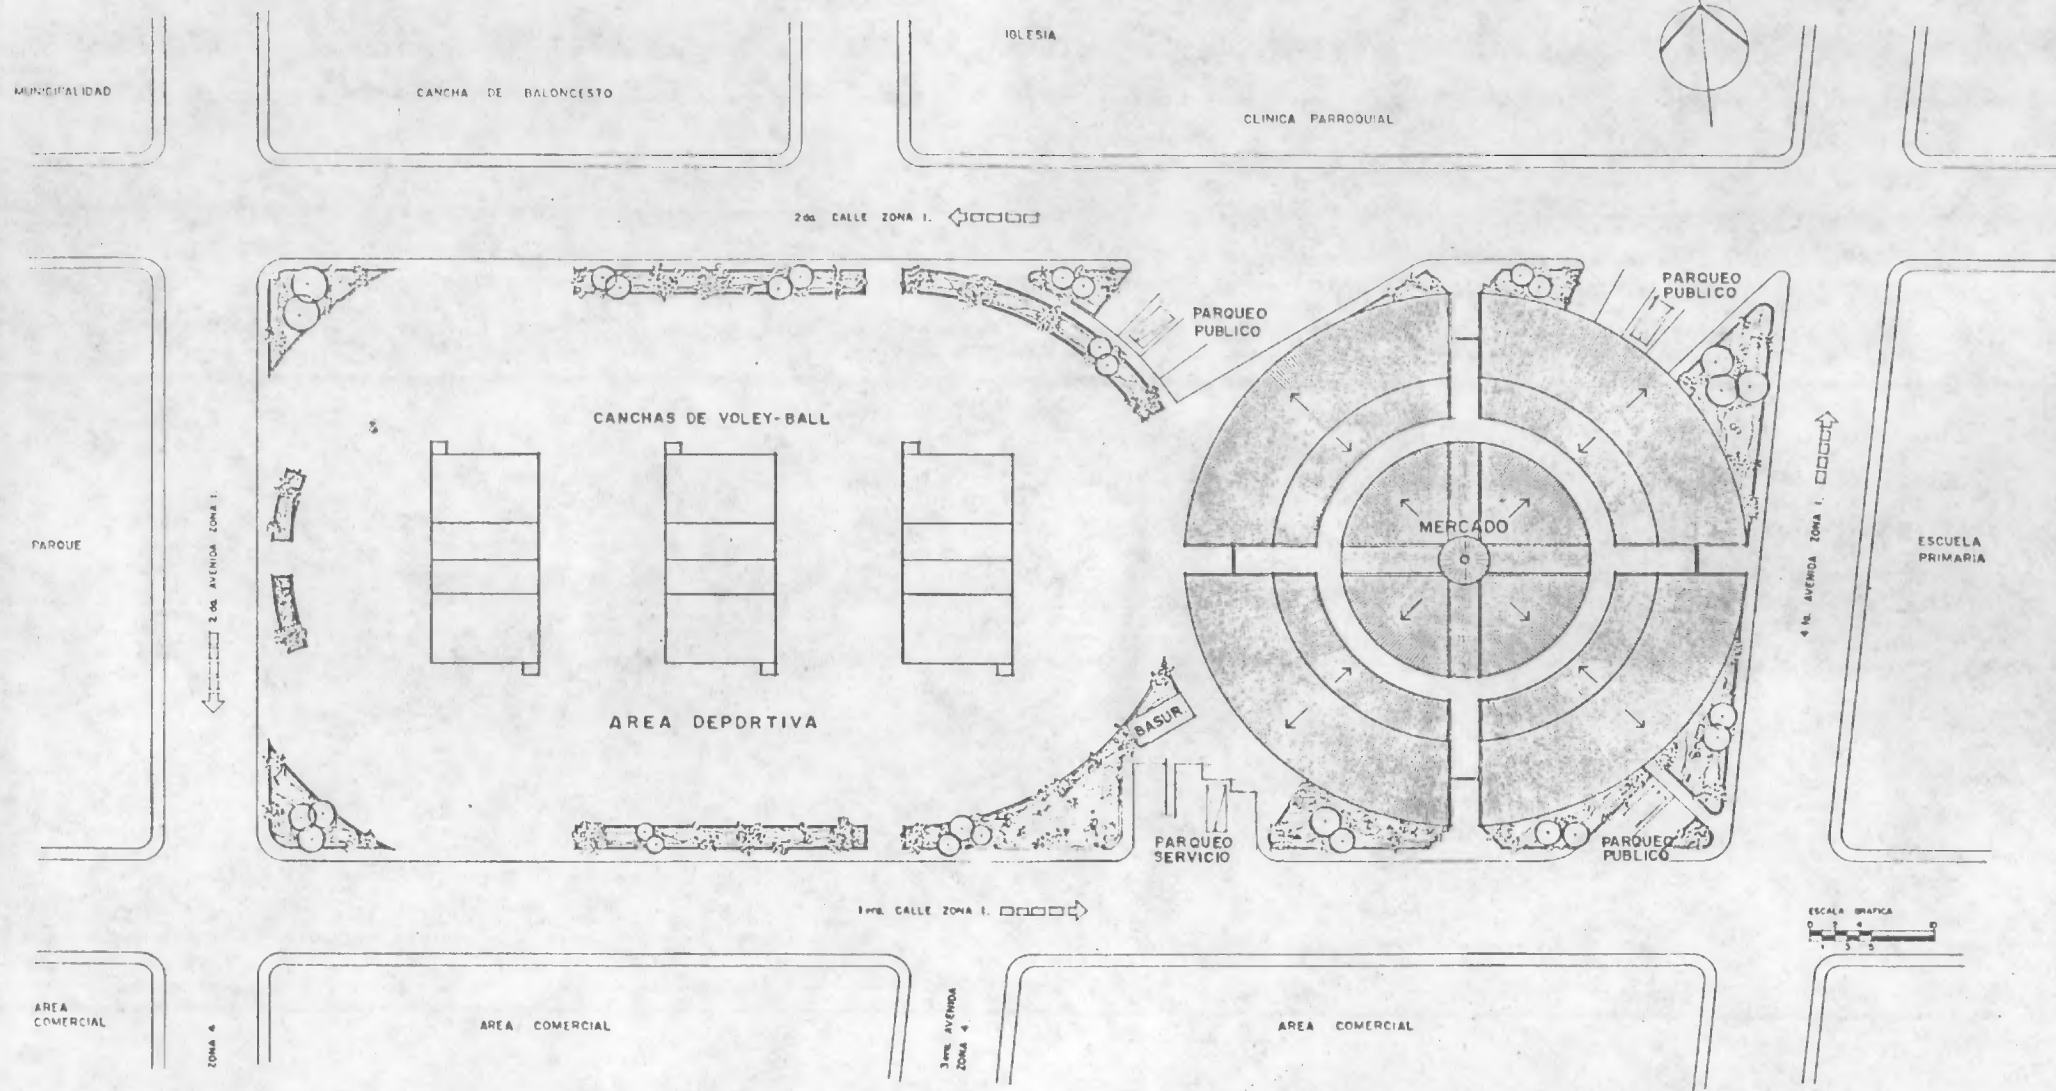 IGLESIA
MUNICIPALIDAD
CANCHA DE BALONCESTO
CLINICA PARROQUIAL
2da. CALLE ZONA 1.
PARQUEO
PUBLICO
PARQUEO
PUBLICO
CANCHAS DE VOLEY-BALL
MERCADO
PARQUE
2da. AVENIDA ZONA 1.
4ta. AVENIDA ZONA 1.
ESCUELA
PRIMARIA
AREA DEPORTIVA
BASUR.
PARQUEO
SERVICIO
PARQUEO
PUBLICO
1era. CALLE ZONA 1.
ESCALA GRAFICA
AREA
COMERCIAL
ZONA 4.
AREA COMERCIAL
3era. AVENIDA
ZONA 4.
AREA COMERCIAL